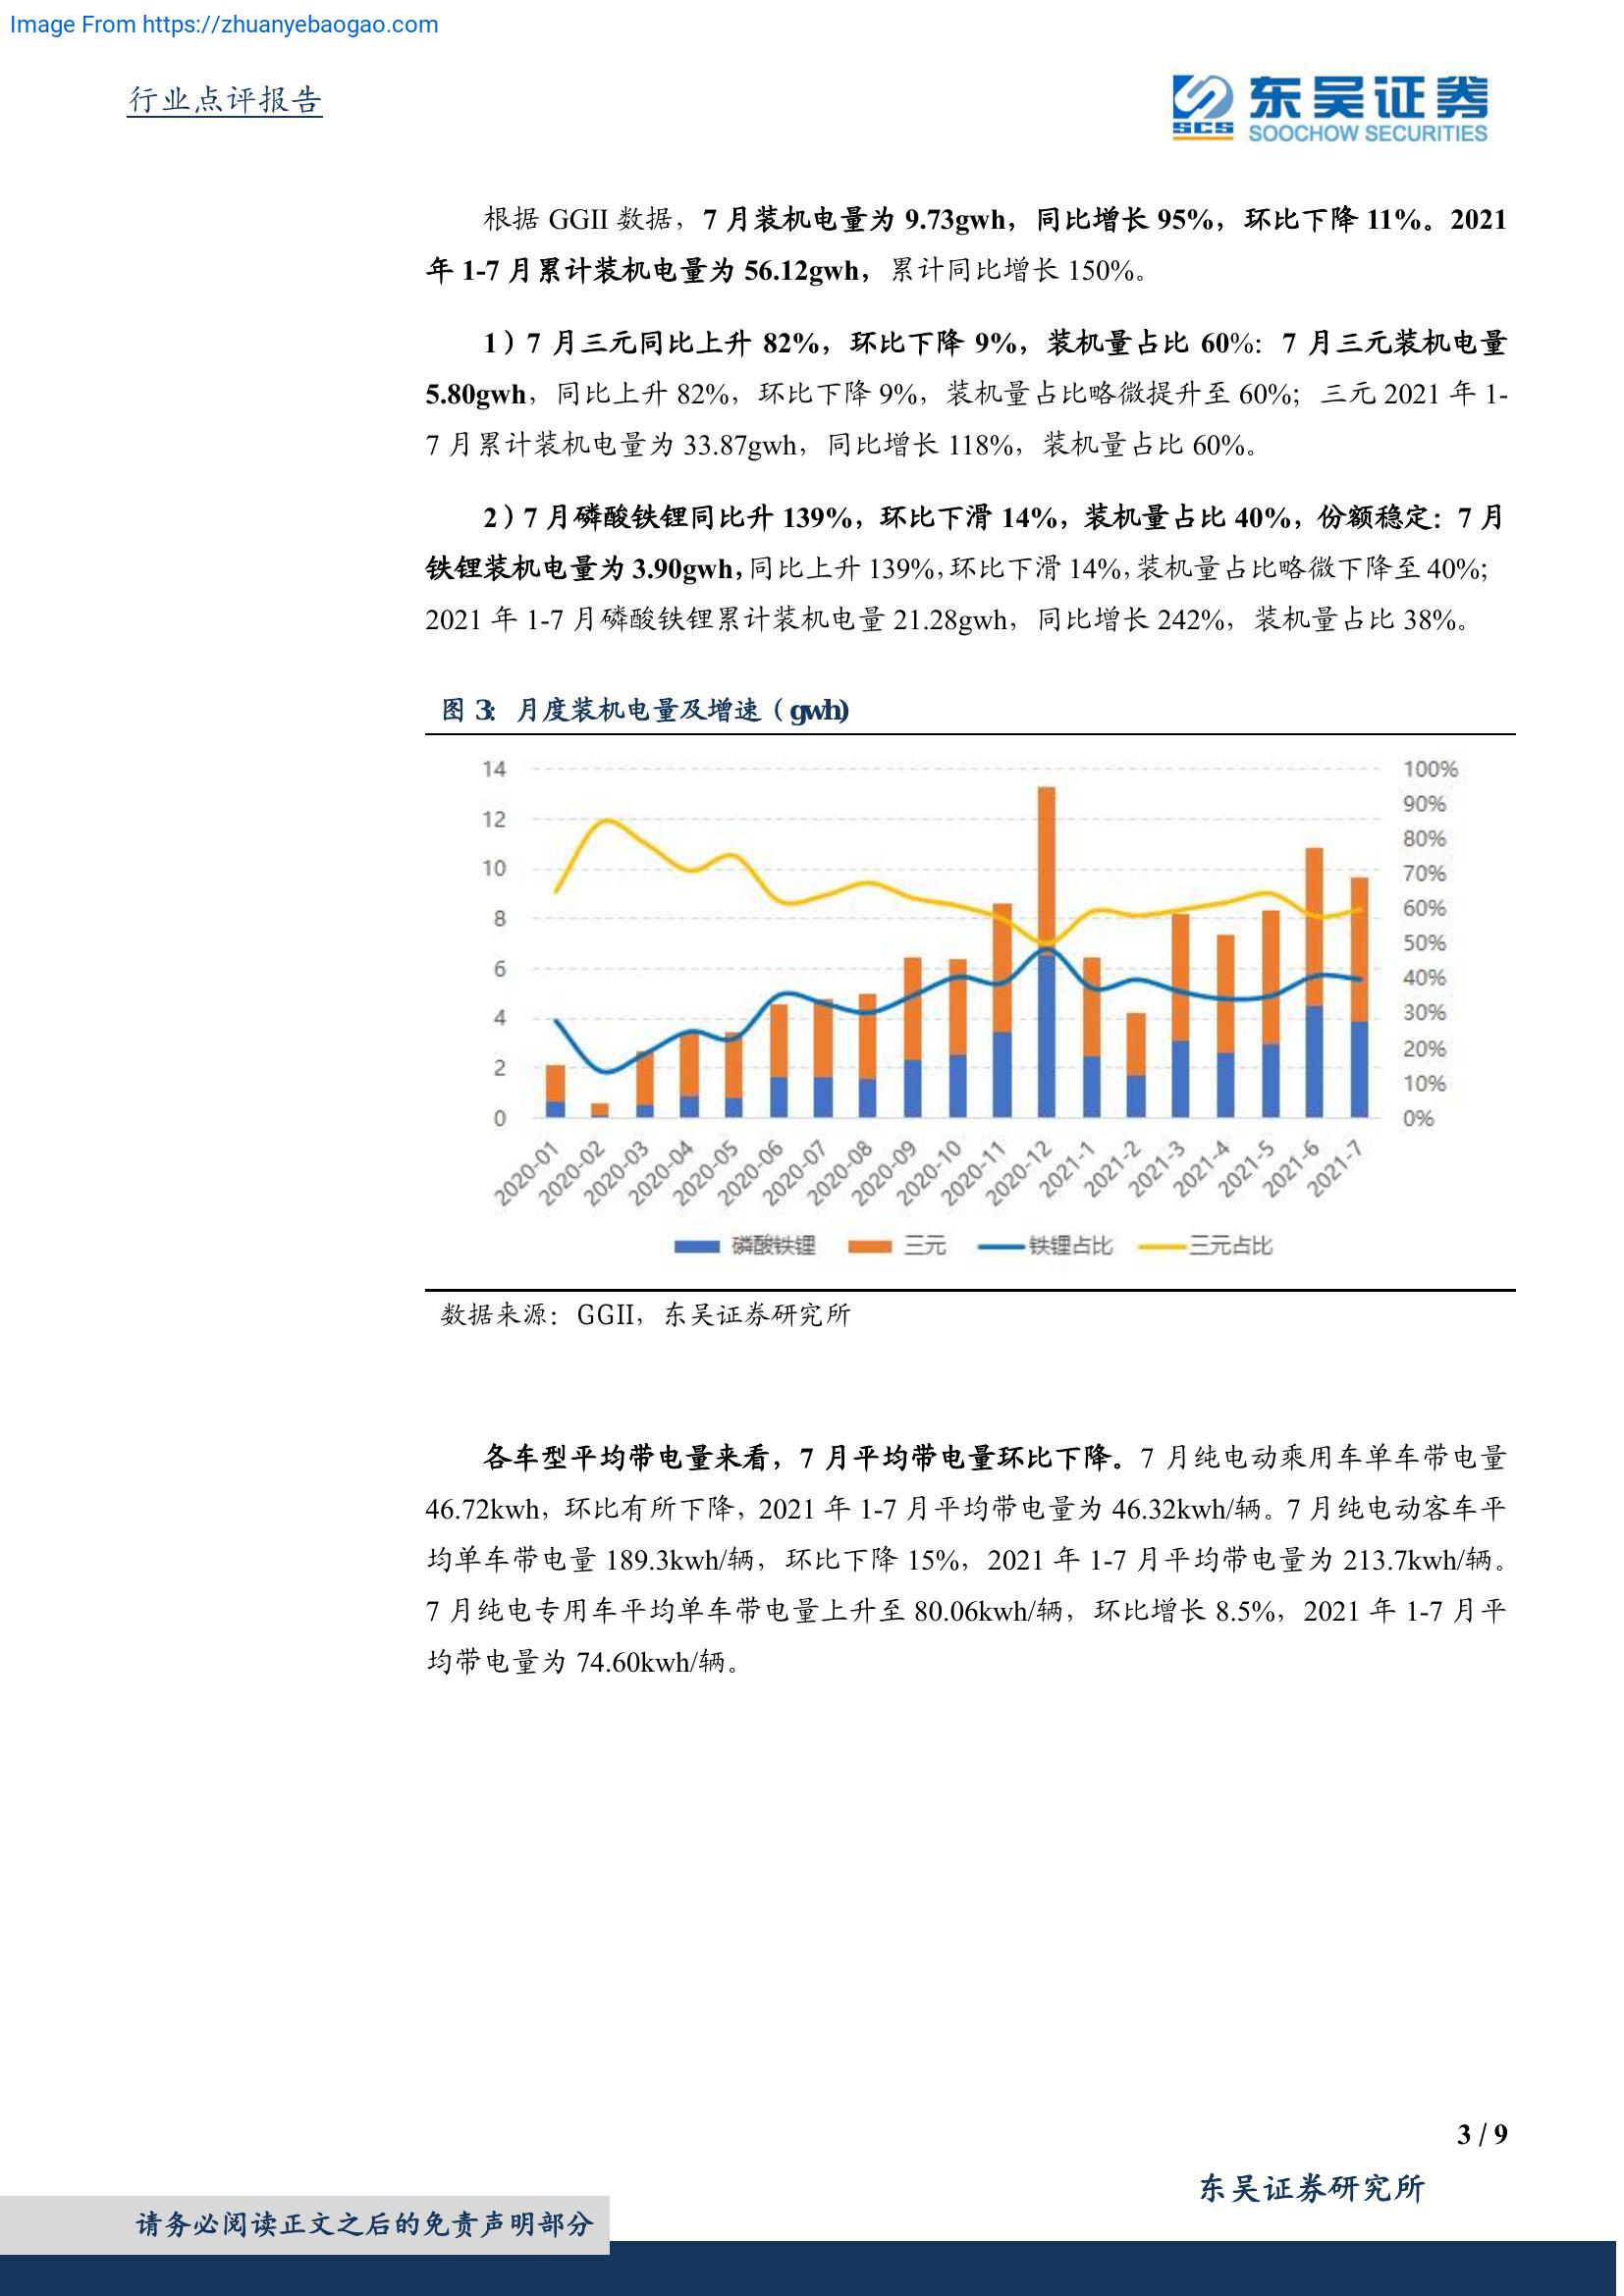 Image From https://zhuanyebaogao.com
行业点评报告
SCS
东吴证券
SOOCHOW SECURITIES
根据 GGII 数据，7 月装机电量为 9.73gwh，同比增长 95%，环比下降 11%。2021
年 1-7 月累计装机电量为 56.12gwh，累计同比增长 150%。
1）7 月三元同比上升 82%，环比下降 9%，装机量占比 60%：7 月三元装机电量
5.80gwh，同比上升 82%，环比下降 9%，装机量占比略微提升至 60%；三元 2021 年 1-
7 月累计装机电量为 33.87gwh，同比增长 118%，装机量占比 60%。
2）7 月磷酸铁锂同比升 139%，环比下滑 14%，装机量占比 40%，份额稳定：7 月
铁锂装机电量为 3.90gwh，同比上升 139%，环比下滑 14%，装机量占比略微下降至 40%；
2021 年 1-7 月磷酸铁锂累计装机电量 21.28gwh，同比增长 242%，装机量占比 38%。
图 3：月度装机电量及增速（gwh)
14
12
10
8
6
4
2
0
100%
90%
80%
70%
60%
50%
40%
30%
20%
10%
0%
2020-01
2020-02
2020-03
2020-04
2020-05
2020-06
2020-07
2020-08
2020-09
2020-10
2020-11
2020-12
2021-1
2021-2
2021-3
2021-4
2021-5
2021-6
2021-7
磷酸铁锂 三元 铁锂占比 三元占比
数据来源：GGII，东吴证券研究所
各车型平均带电量来看，7 月平均带电量环比下降。7 月纯电动乘用车单车带电量
46.72kwh，环比有所下降，2021 年 1-7 月平均带电量为 46.32kwh/辆。7 月纯电动客车平
均单车带电量 189.3kwh/辆，环比下降 15%，2021 年 1-7 月平均带电量为 213.7kwh/辆。
7 月纯电专用车平均单车带电量上升至 80.06kwh/辆，环比增长 8.5%，2021 年 1-7 月平
均带电量为 74.60kwh/辆。
3 / 9
东吴证券研究所
请务必阅读正文之后的免责声明部分